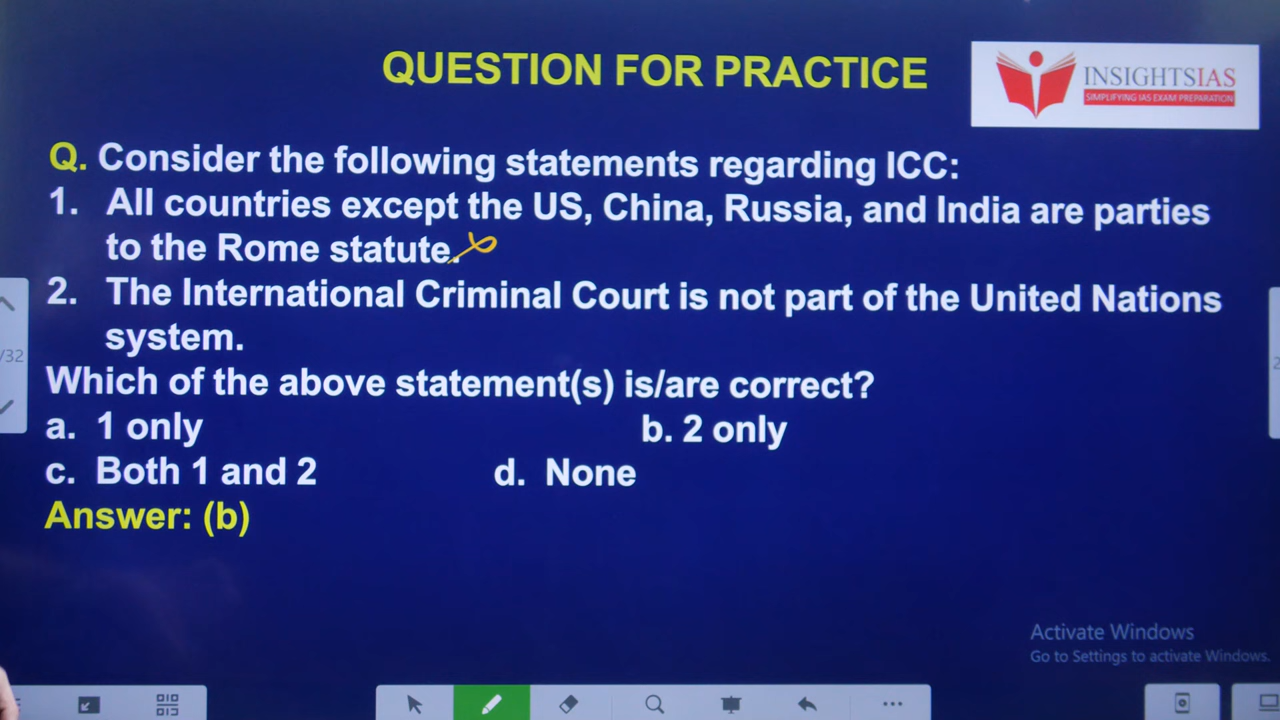 QUESTION FOR PRACTICE
INSIGHTSIAS
SIMPLIFYING IAS EXAM PREPARATION
Q. Consider the following statements regarding ICC:
1. All countries except the US, China, Russia, and India are parties
to the Rome statute.
2. The International Criminal Court is not part of the United Nations
system.
/32
Which of the above statement(s) is/are correct?
a. 1 only
b. 2 only
c. Both 1 and 2
d. None
Answer: (b)
Activate Windows
Go to Settings to activate Windows.